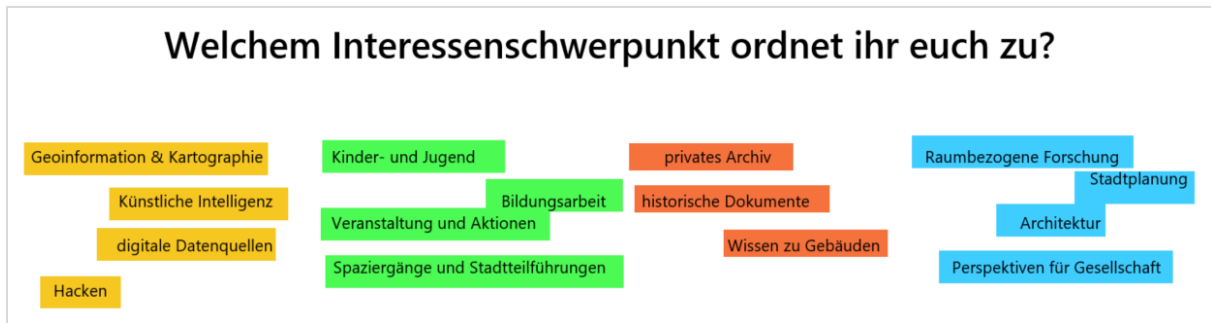 Welchem Interessenschwerpunkt ordnet ihr euch zu?
Geoinformation & Kartographie
Künstliche Intelligenz
digitale Datenquellen
Hacken
Kinder- und Jugend
Bildungsarbeit
Veranstaltung und Aktionen
Spaziergänge und Stadtteilführungen
privates Archiv
historische Dokumente
Wissen zu Gebäuden
Raumbezogene Forschung
Stadtplanung
Architektur
Perspektiven für Gesellschaft